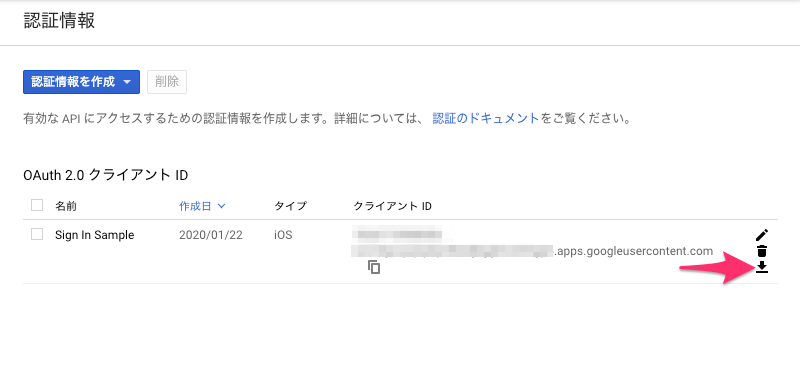 認証情報
認証情報を作成 削除
有効な API にアクセスするための認証情報を作成します。詳細については、 認証のドキュメントをご覧ください。
OAuth 2.0 クライアント ID
名前 作成日 タイプ クライアント ID
Sign In Sample 2020/01/22 iOS
.apps.googleusercontent.com